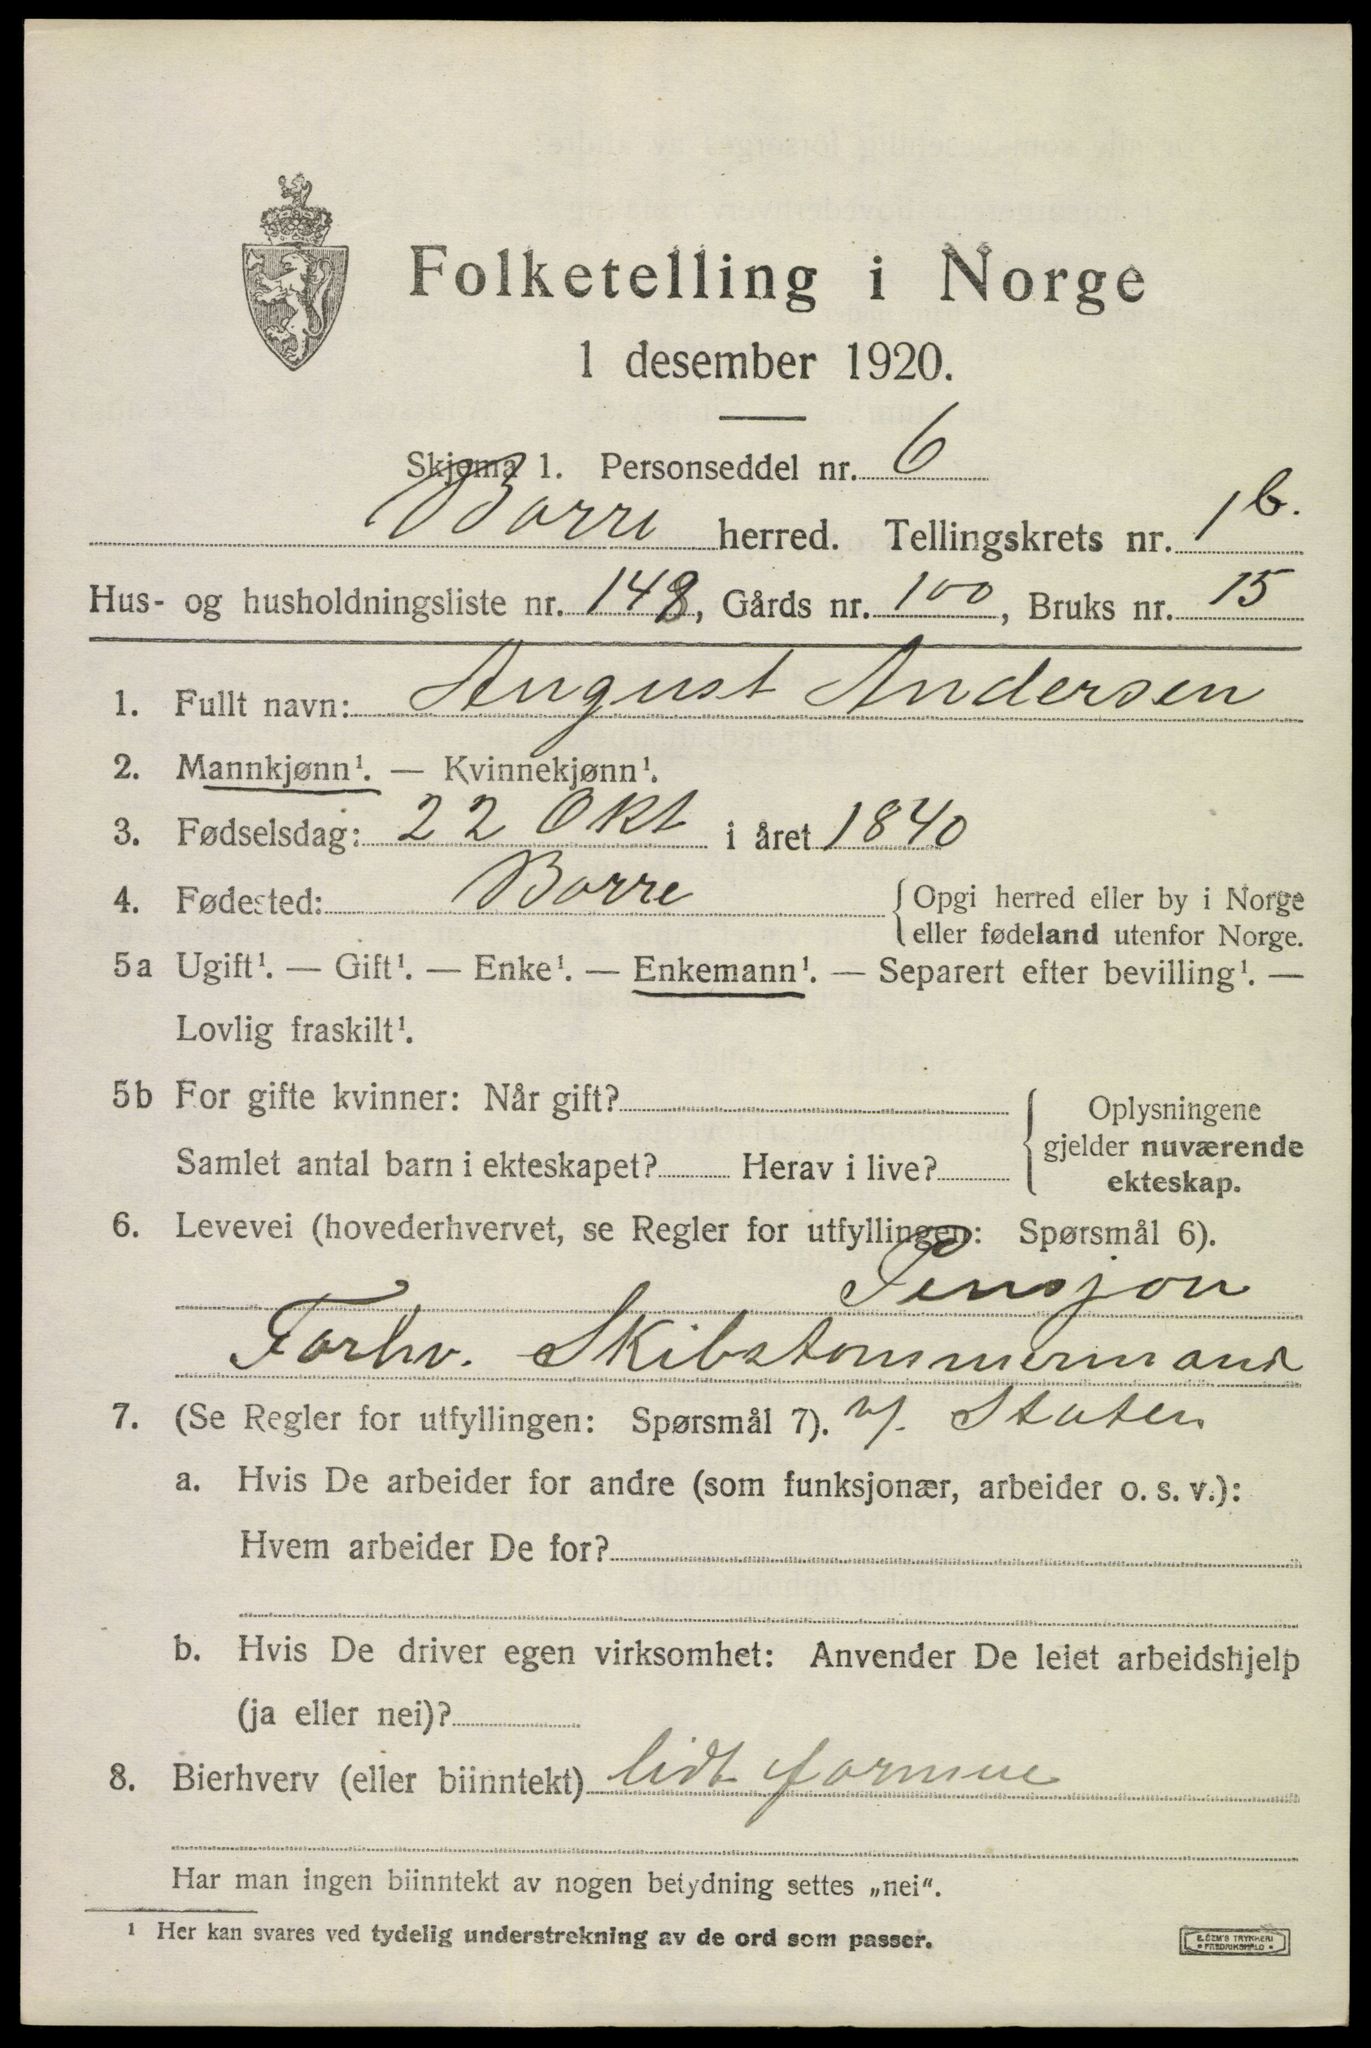 Folketelling i Norge
1 desember 1920.
Skjema 1. Personseddel nr. 6
Borre herred. Tellingskrets nr. 1 b.
Hus- og husholdningsliste nr. 148, Gårds nr. 100, Bruks nr. 15
1. Fullt navn: August Andersen
2. Mannkjønn¹. — Kvinnekjønn¹.
3. Fødselsdag: 22 Okt i året 1840
4. Fødested: Borre { Opgi herred eller by i Norge
eller fødeland utenfor Norge.
5a Ugift¹. — Gift¹. — Enke¹. — Enkemann¹. — Separert efter bevilling¹. —
Lovlig fraskilt¹.
5b For gifte kvinner: Når gift? { Oplysningene
gjelder nuværende
ekteskap.
Samlet antal barn i ekteskapet? Herav i live?
6. Levevei (hovederhvervet, se Regler for utfyllingen: Spørsmål 6).
Pensjon
Forhv. Skibstommermand
7. (Se Regler for utfyllingen: Spørsmål 7). v/. Staten
a. Hvis De arbeider for andre (som funksjonær, arbeider o. s. v.):
Hvem arbeider De for?
b. Hvis De driver egen virksomhet: Anvender De leiet arbeidshjelp
(ja eller nei)?
8. Bierhverv (eller biinntekt) lidt formue
Har man ingen biinntekt av nogen betydning settes „nei“.
¹ Her kan svares ved tydelig understrekning av de ord som passer.
E. SEM'S TRYKKERI
• FREDRIKSHALD •